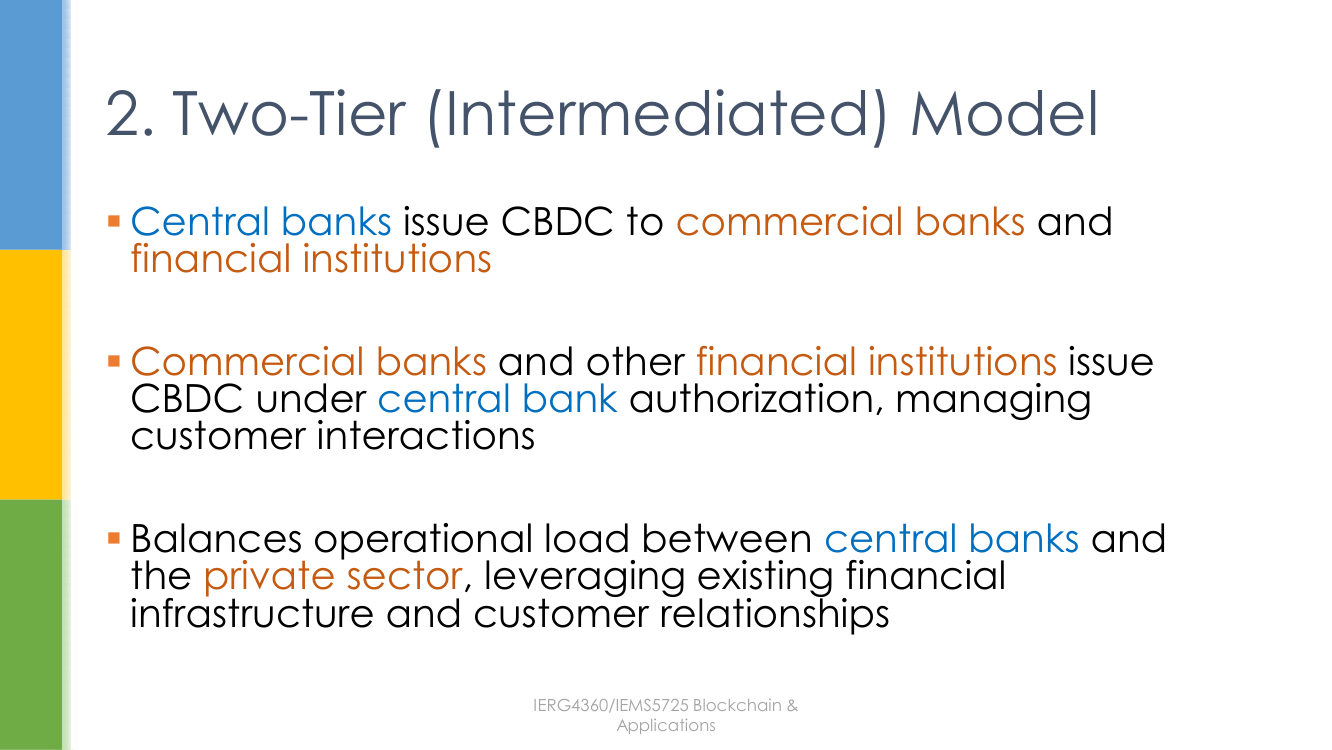 2. Two-Tier (Intermediated) Model
▪ Central banks issue CBDC to commercial banks and
financial institutions
▪ Commercial banks and other financial institutions issue
CBDC under central bank authorization, managing
customer interactions
▪ Balances operational load between central banks and
the private sector, leveraging existing financial
infrastructure and customer relationships
IERG4360/IEMS5725 Blockchain &
Applications